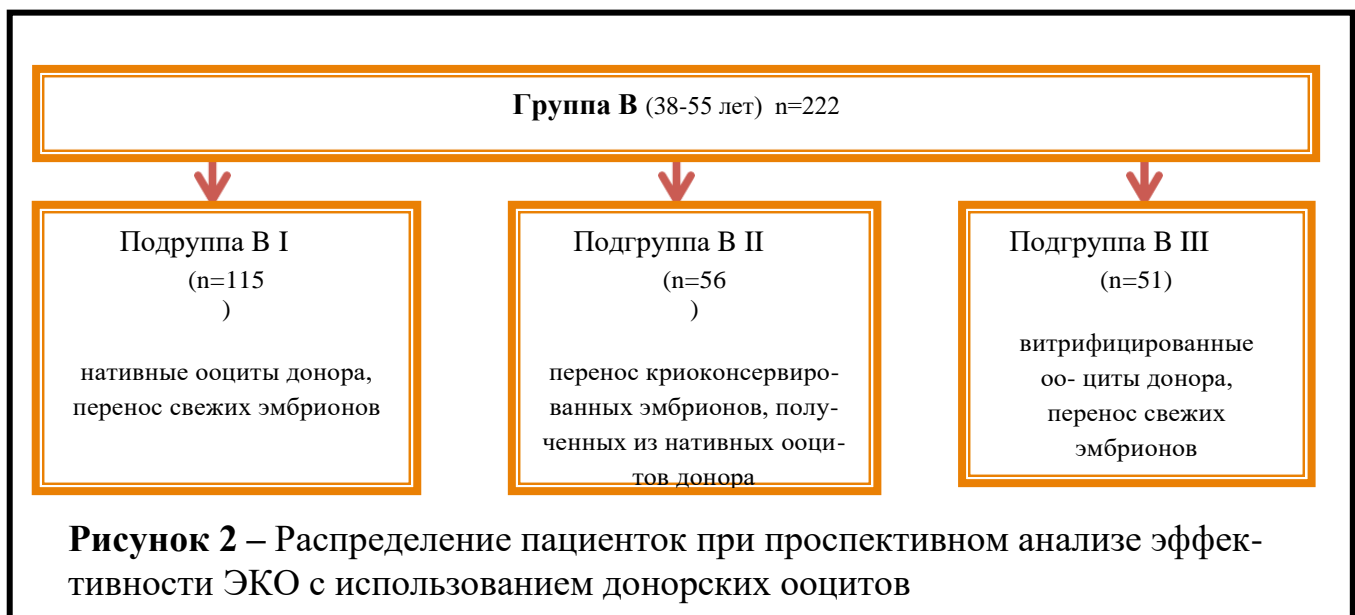 Группа В (38-55 лет) n=222
Подруппа В I
(n=115
)
нативные ооциты донора,
перенос свежих эмбрионов
Подгруппа В II
(n=56
)
перенос криоконсервиро-
ванных эмбрионов, полу-
ченных из нативных ооци-
тов донора
Подгруппа В III
(n=51)
витрифицированные
оо- циты донора,
перенос свежих
эмбрионов
Рисунок 2 – Распределение пациенток при проспективном анализе эффек-
тивности ЭКО с использованием донорских ооцитов